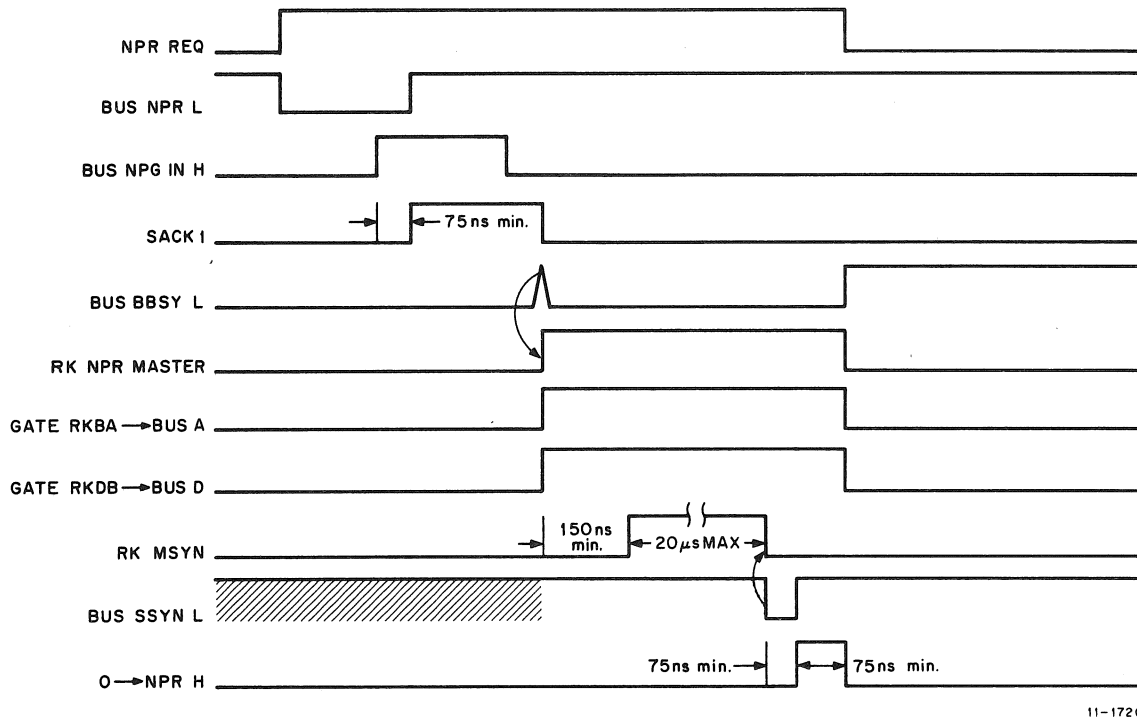 NPR REQ
BUS NPR L
BUS NPG IN H
75ns min.
SACK 1
BUS BBSY L
RK NPR MASTER
GATE RKBA→BUS A
GATE RKDB→BUS D
150ns
min.
20μs MAX
RK MSYN
BUS SSYN L
75ns min.
75ns min.
0→NPR H